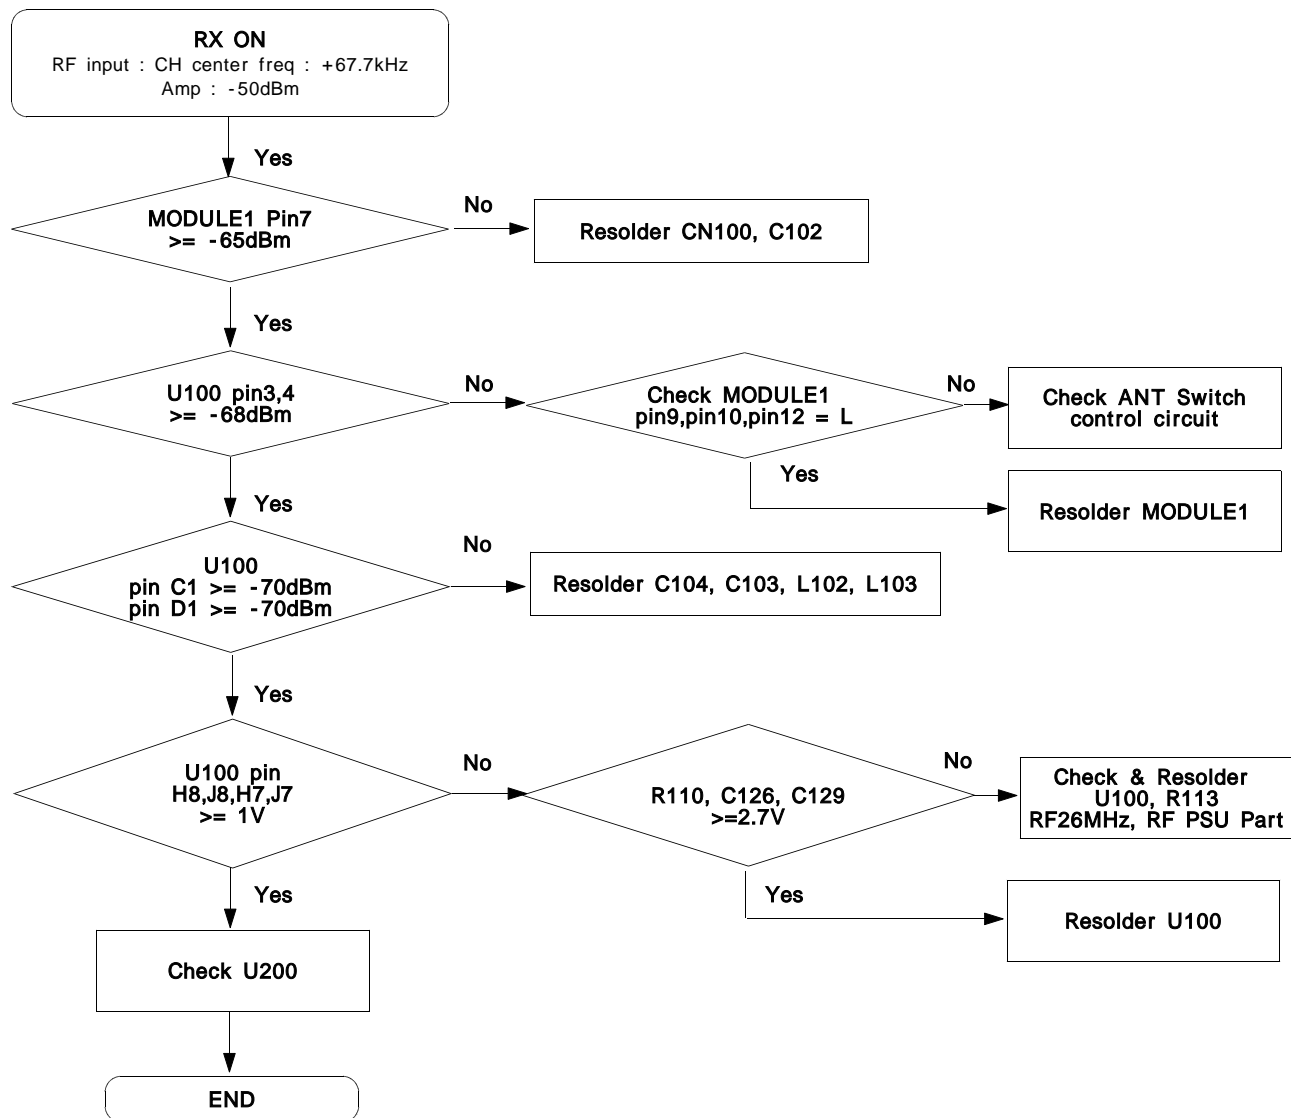 RX ON
RF input : CH center freq : +67.7kHz
Amp : -50dBm
Yes
MODULE1 Pin7
>= -65dBm
No
Resolder CN100, C102
Yes
U100 pin3,4
>= -68dBm
No
Check MODULE1
pin9,pin10,pin12 = L
No
Check ANT Switch
control circuit
Yes
Resolder MODULE1
Yes
U100
pin C1 >= -70dBm
pin D1 >= -70dBm
No
Resolder C104, C103, L102, L103
Yes
U100 pin
H8,J8,H7,J7
>= 1V
No
R110, C126, C129
>=2.7V
No
Check & Resolder
U100, R113
RF26MHz, RF PSU Part
Yes
Resolder U100
Yes
Check U200
END